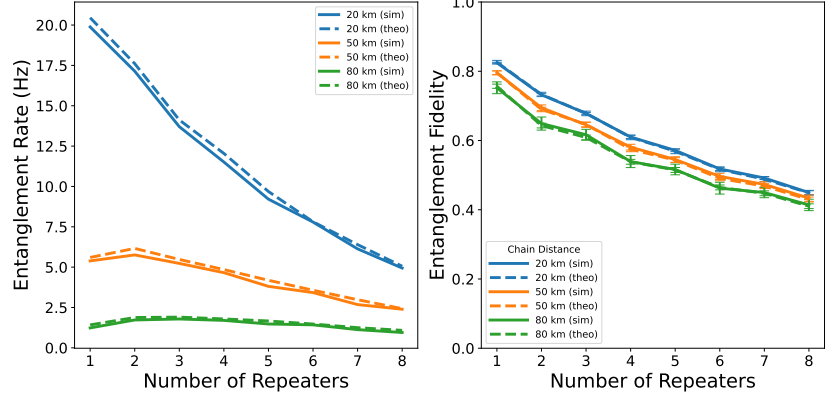 Entanglement Rate (Hz)
20.0
17.5
15.0
12.5
10.0
7.5
5.0
2.5
0.0
1 2 3 4 5 6 7 8
Number of Repeaters
20 km (sim)
20 km (theo)
50 km (sim)
50 km (theo)
80 km (sim)
80 km (theo)
Entanglement Fidelity
1.0
0.8
0.6
0.4
0.2
0.0
1 2 3 4 5 6 7 8
Number of Repeaters
Chain Distance
20 km (sim)
20 km (theo)
50 km (sim)
50 km (theo)
80 km (sim)
80 km (theo)